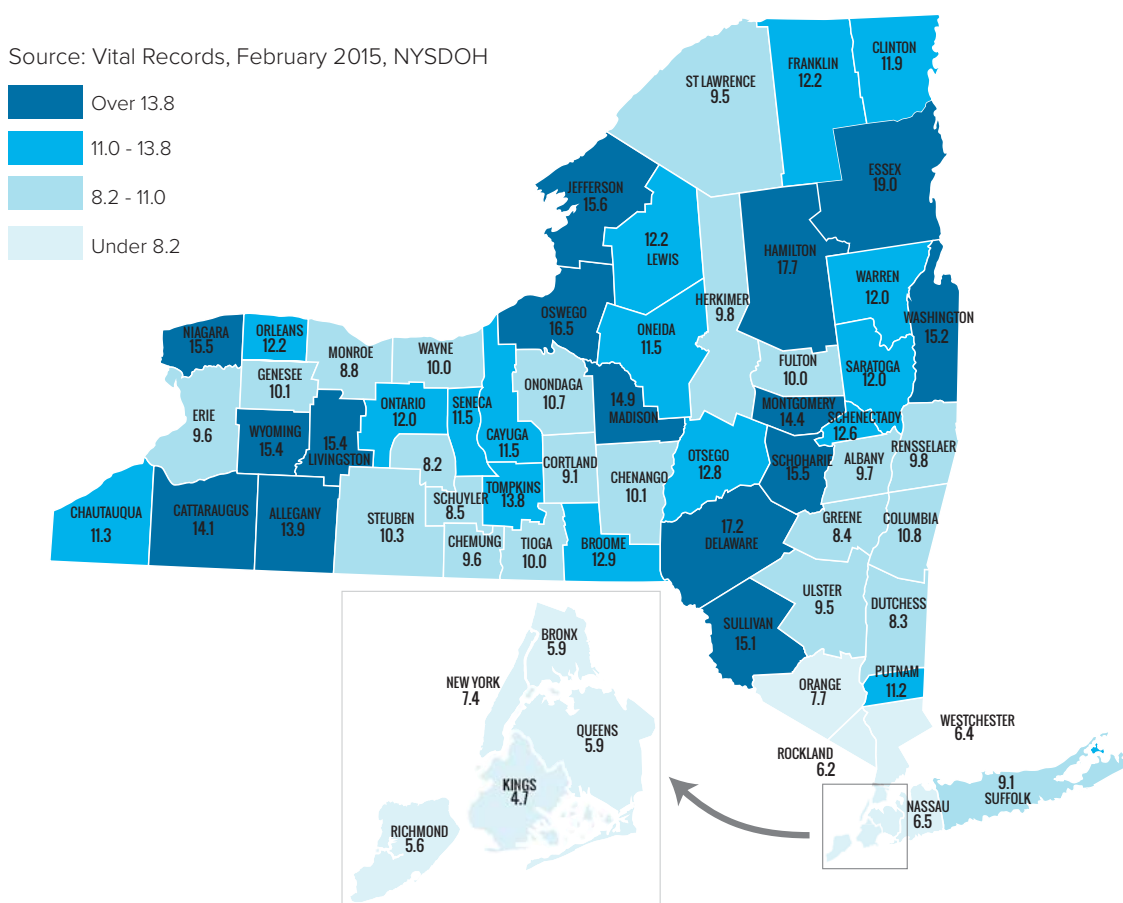 Source: Vital Records, February 2015, NYSDOH
Over 13.8
11.0 - 13.8
8.2 - 11.0
Under 8.2
CLINTON
11.9
FRANKLIN
12.2
ST LAWRENCE
9.5
ESSEX
19.0
JEFFERSON
15.6
12.2
LEWIS
HAMILTON
17.7
HERKIMER
9.8
WARREN
12.0
WASHINGTON
15.2
OSWEGO
16.5
ONEIDA
11.5
FULTON
10.0
SARATOGA
12.0
NIAGARA
15.5
ORLEANS
12.2
MONROE
8.8
WAYNE
10.0
GENESEE
10.1
ONONDAGA
10.7
14.9
MADISON
MONTGOMERY
14.4
SCHENECTADY
12.6
ERIE
9.6
WYOMING
15.4
15.4
LIVINGSTON
ONTARIO
12.0
SENECA
11.5
CAYUGA
11.5
8.2
CORTLAND
9.1
CHENANGO
10.1
OTSEGO
12.8
SCHOHARIE
15.5
ALBANY
9.7
RENSSELAER
9.8
CHAUTAUQUA
11.3
CATTARAUGUS
14.1
ALLEGANY
13.9
STEUBEN
10.3
SCHUYLER
8.5
TOMPKINS
13.8
CHEMUNG
9.6
TIOGA
10.0
BROOME
12.9
17.2
DELAWARE
GREENE
8.4
COLUMBIA
10.8
ULSTER
9.5
DUTCHESS
8.3
SULLIVAN
15.1
ORANGE
7.7
PUTNAM
11.2
WESTCHESTER
6.4
ROCKLAND
6.2
9.1
SUFFOLK
NASSAU
6.5
BRONX
5.9
NEW YORK
7.4
QUEENS
5.9
KINGS
4.7
RICHMOND
5.6